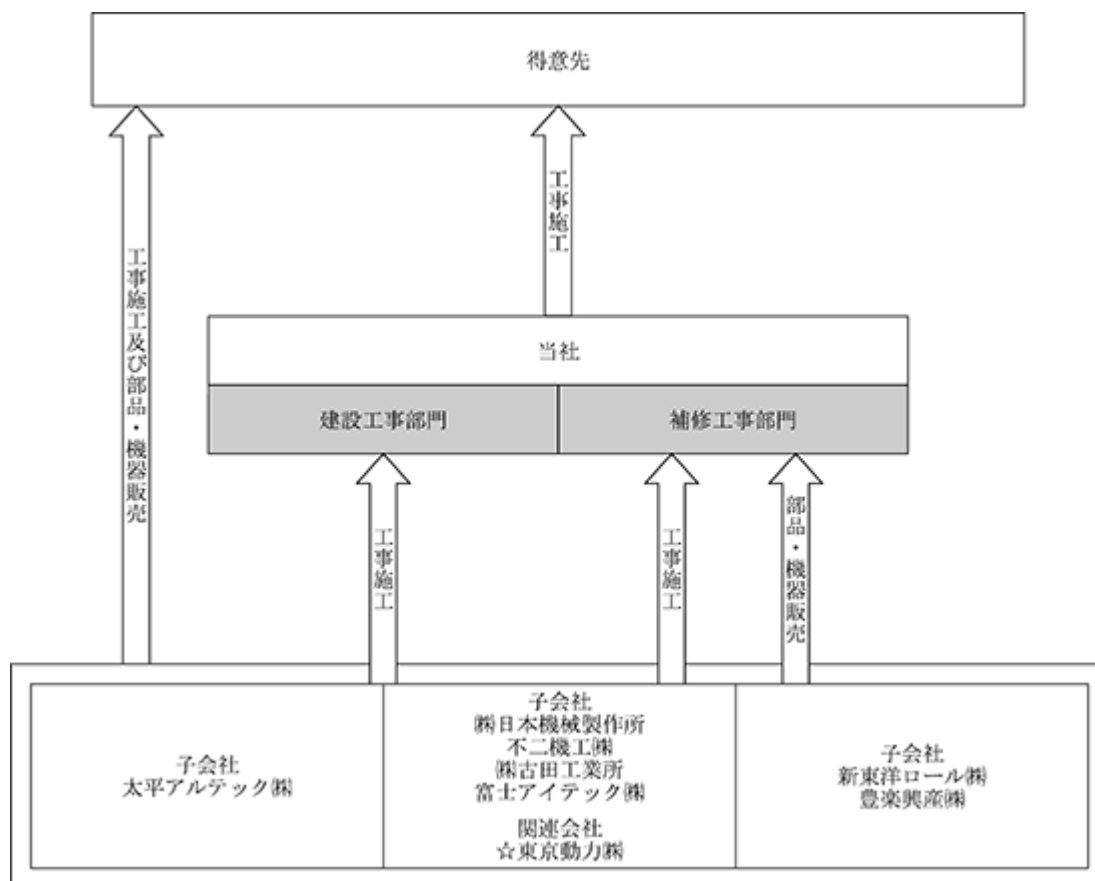 得意先
工事施工
工事施工及び部品・機器販売
当社
建設工事部門
補修工事部門
工事施工
工事施工
部品・機器販売
子会社
太平アルテック㈱
子会社
㈱日本機械製作所
不二機工㈱
㈱古田工業所
富士アイテック㈱
関連会社
☆東京動力㈱
子会社
新東洋ロール㈱
豊楽興産㈱